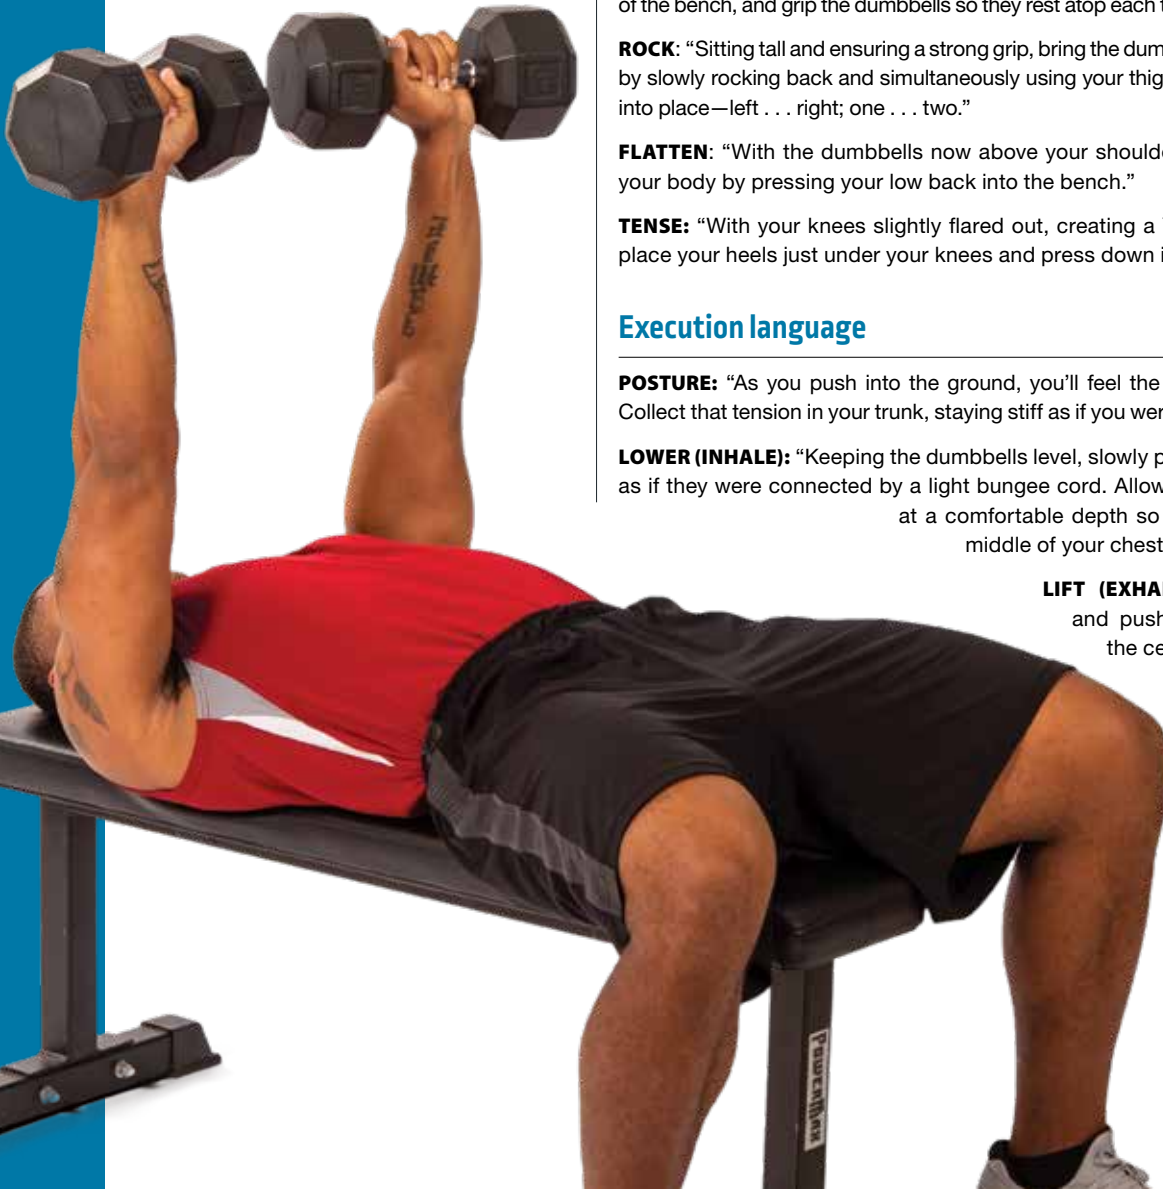 of the bench, and grip the dumbbells so they rest atop each
ROCK: “Sitting tall and ensuring a strong grip, bring the dum
by slowly rocking back and simultaneously using your thig
into place—left . . . right; one . . . two.”
FLATTEN: “With the dumbbells now above your should
your body by pressing your low back into the bench.”
TENSE: “With your knees slightly flared out, creating a
place your heels just under your knees and press down i
Execution language
POSTURE: “As you push into the ground, you’ll feel the
Collect that tension in your trunk, staying stiff as if you wer
LOWER (INHALE): “Keeping the dumbbells level, slowly p
as if they were connected by a light bungee cord. Allow
at a comfortable depth so
middle of your chest
LIFT (EXHA
and push
the ce
PowerMax